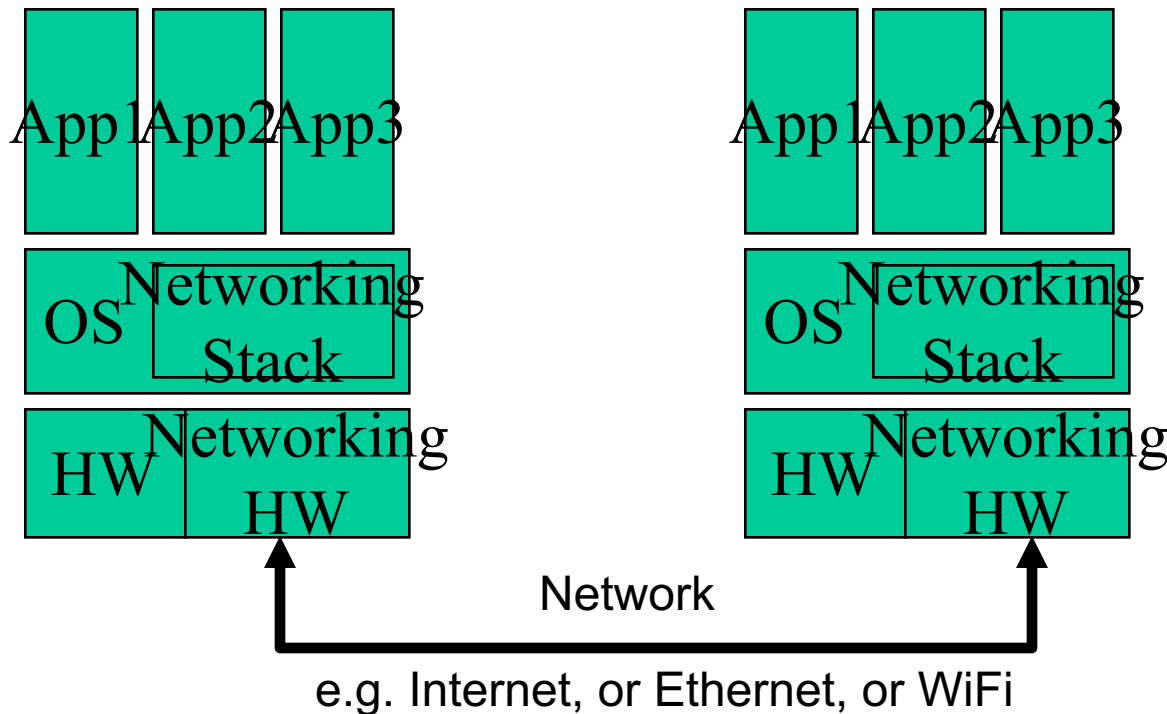 App1 App2 App3
App1 App2 App3
OS
Networking
Stack
OS
Networking
Stack
HW
Networking
HW
HW
Networking
HW
Network
e.g. Internet, or Ethernet, or WiFi